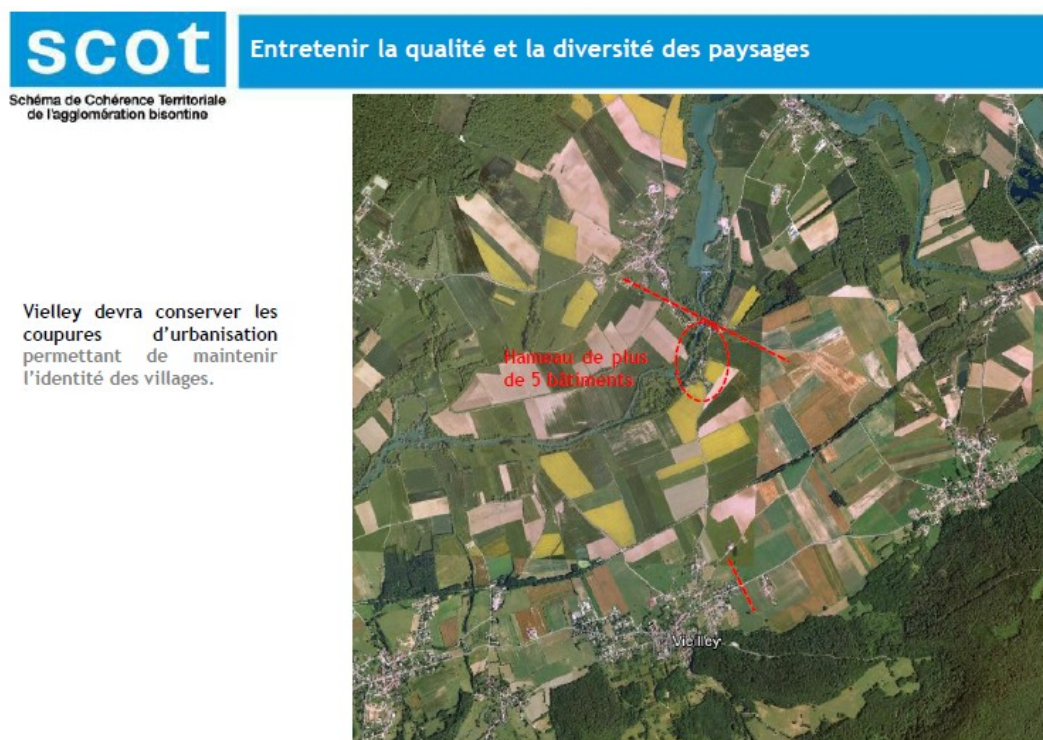 scot
Schéma de Cohérence Territoriale
de l'agglomération bisontine
Entretenir la qualité et la diversité des paysages
Vielley devra conserver les
coupures d'urbanisation
permettant de maintenir
l'identité des villages.
Hameau de plus
de 5 bâtiments
Vieilley